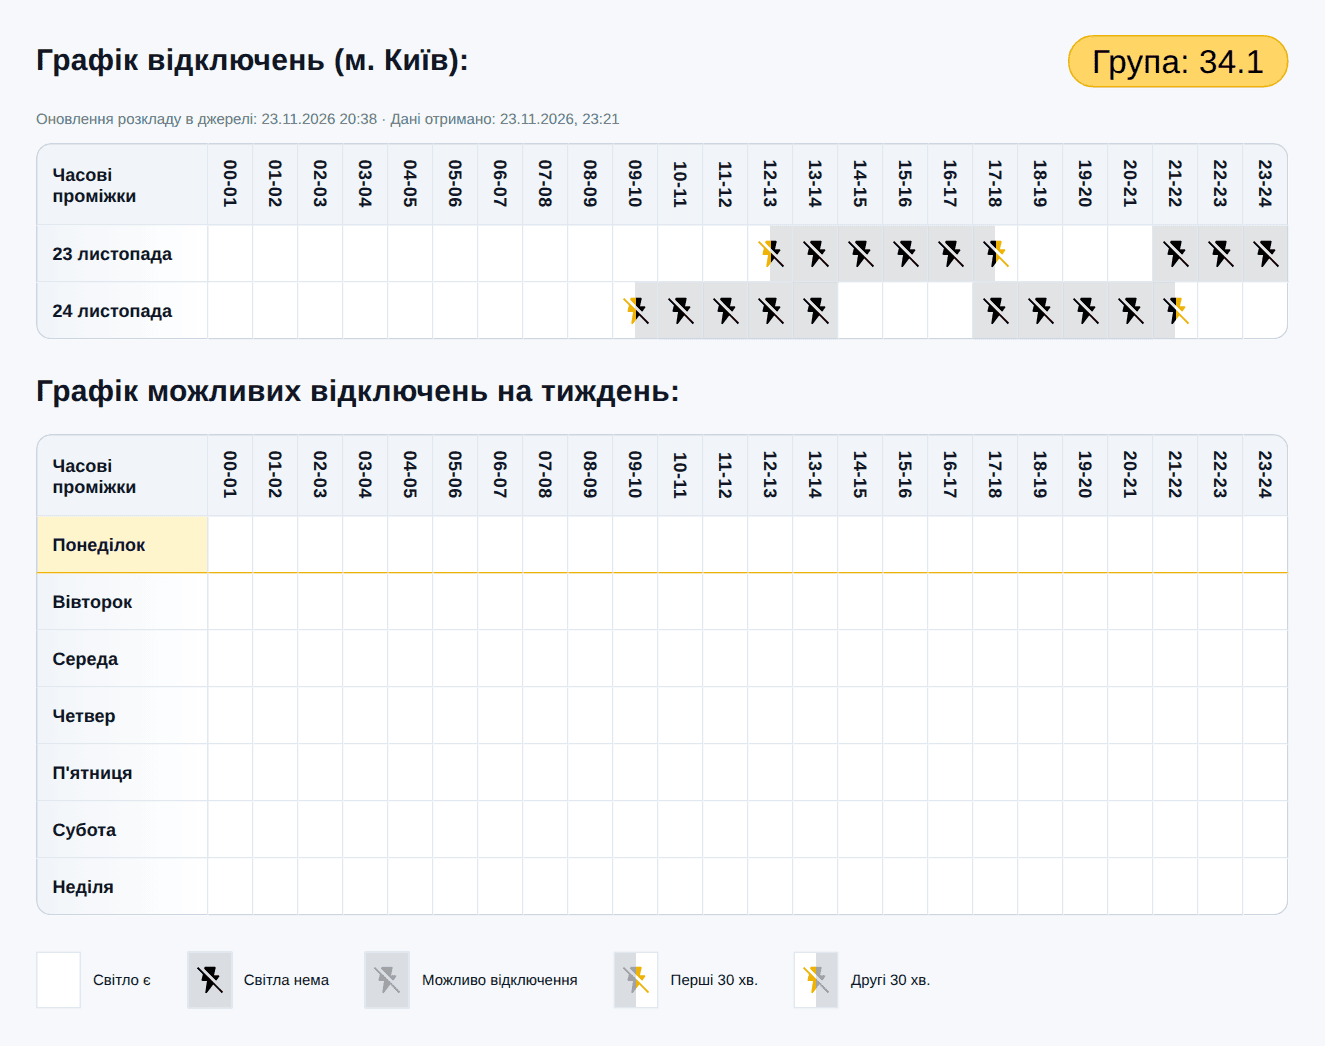 Графік відключень (м. Київ):
Група: 34.1
Оновлення розкладу в джерелі: 23.11.2026 20:38 · Дані отримано: 23.11.2026, 23:21
Часові
проміжки
00-01 01-02 02-03 03-04 04-05 05-06 06-07 07-08 08-09 09-10 10-11 11-12 12-13 13-14 14-15 15-16 16-17 17-18 18-19 19-20 20-21 21-22 22-23 23-24
23 листопада
24 листопада
Графік можливих відключень на тиждень:
Часові
проміжки
00-01 01-02 02-03 03-04 04-05 05-06 06-07 07-08 08-09 09-10 10-11 11-12 12-13 13-14 14-15 15-16 16-17 17-18 18-19 19-20 20-21 21-22 22-23 23-24
Понеділок
Вівторок
Середа
Четвер
П'ятниця
Субота
Неділя
Світло є
Світла нема
Можливо відключення
Перші 30 хв.
Другі 30 хв.